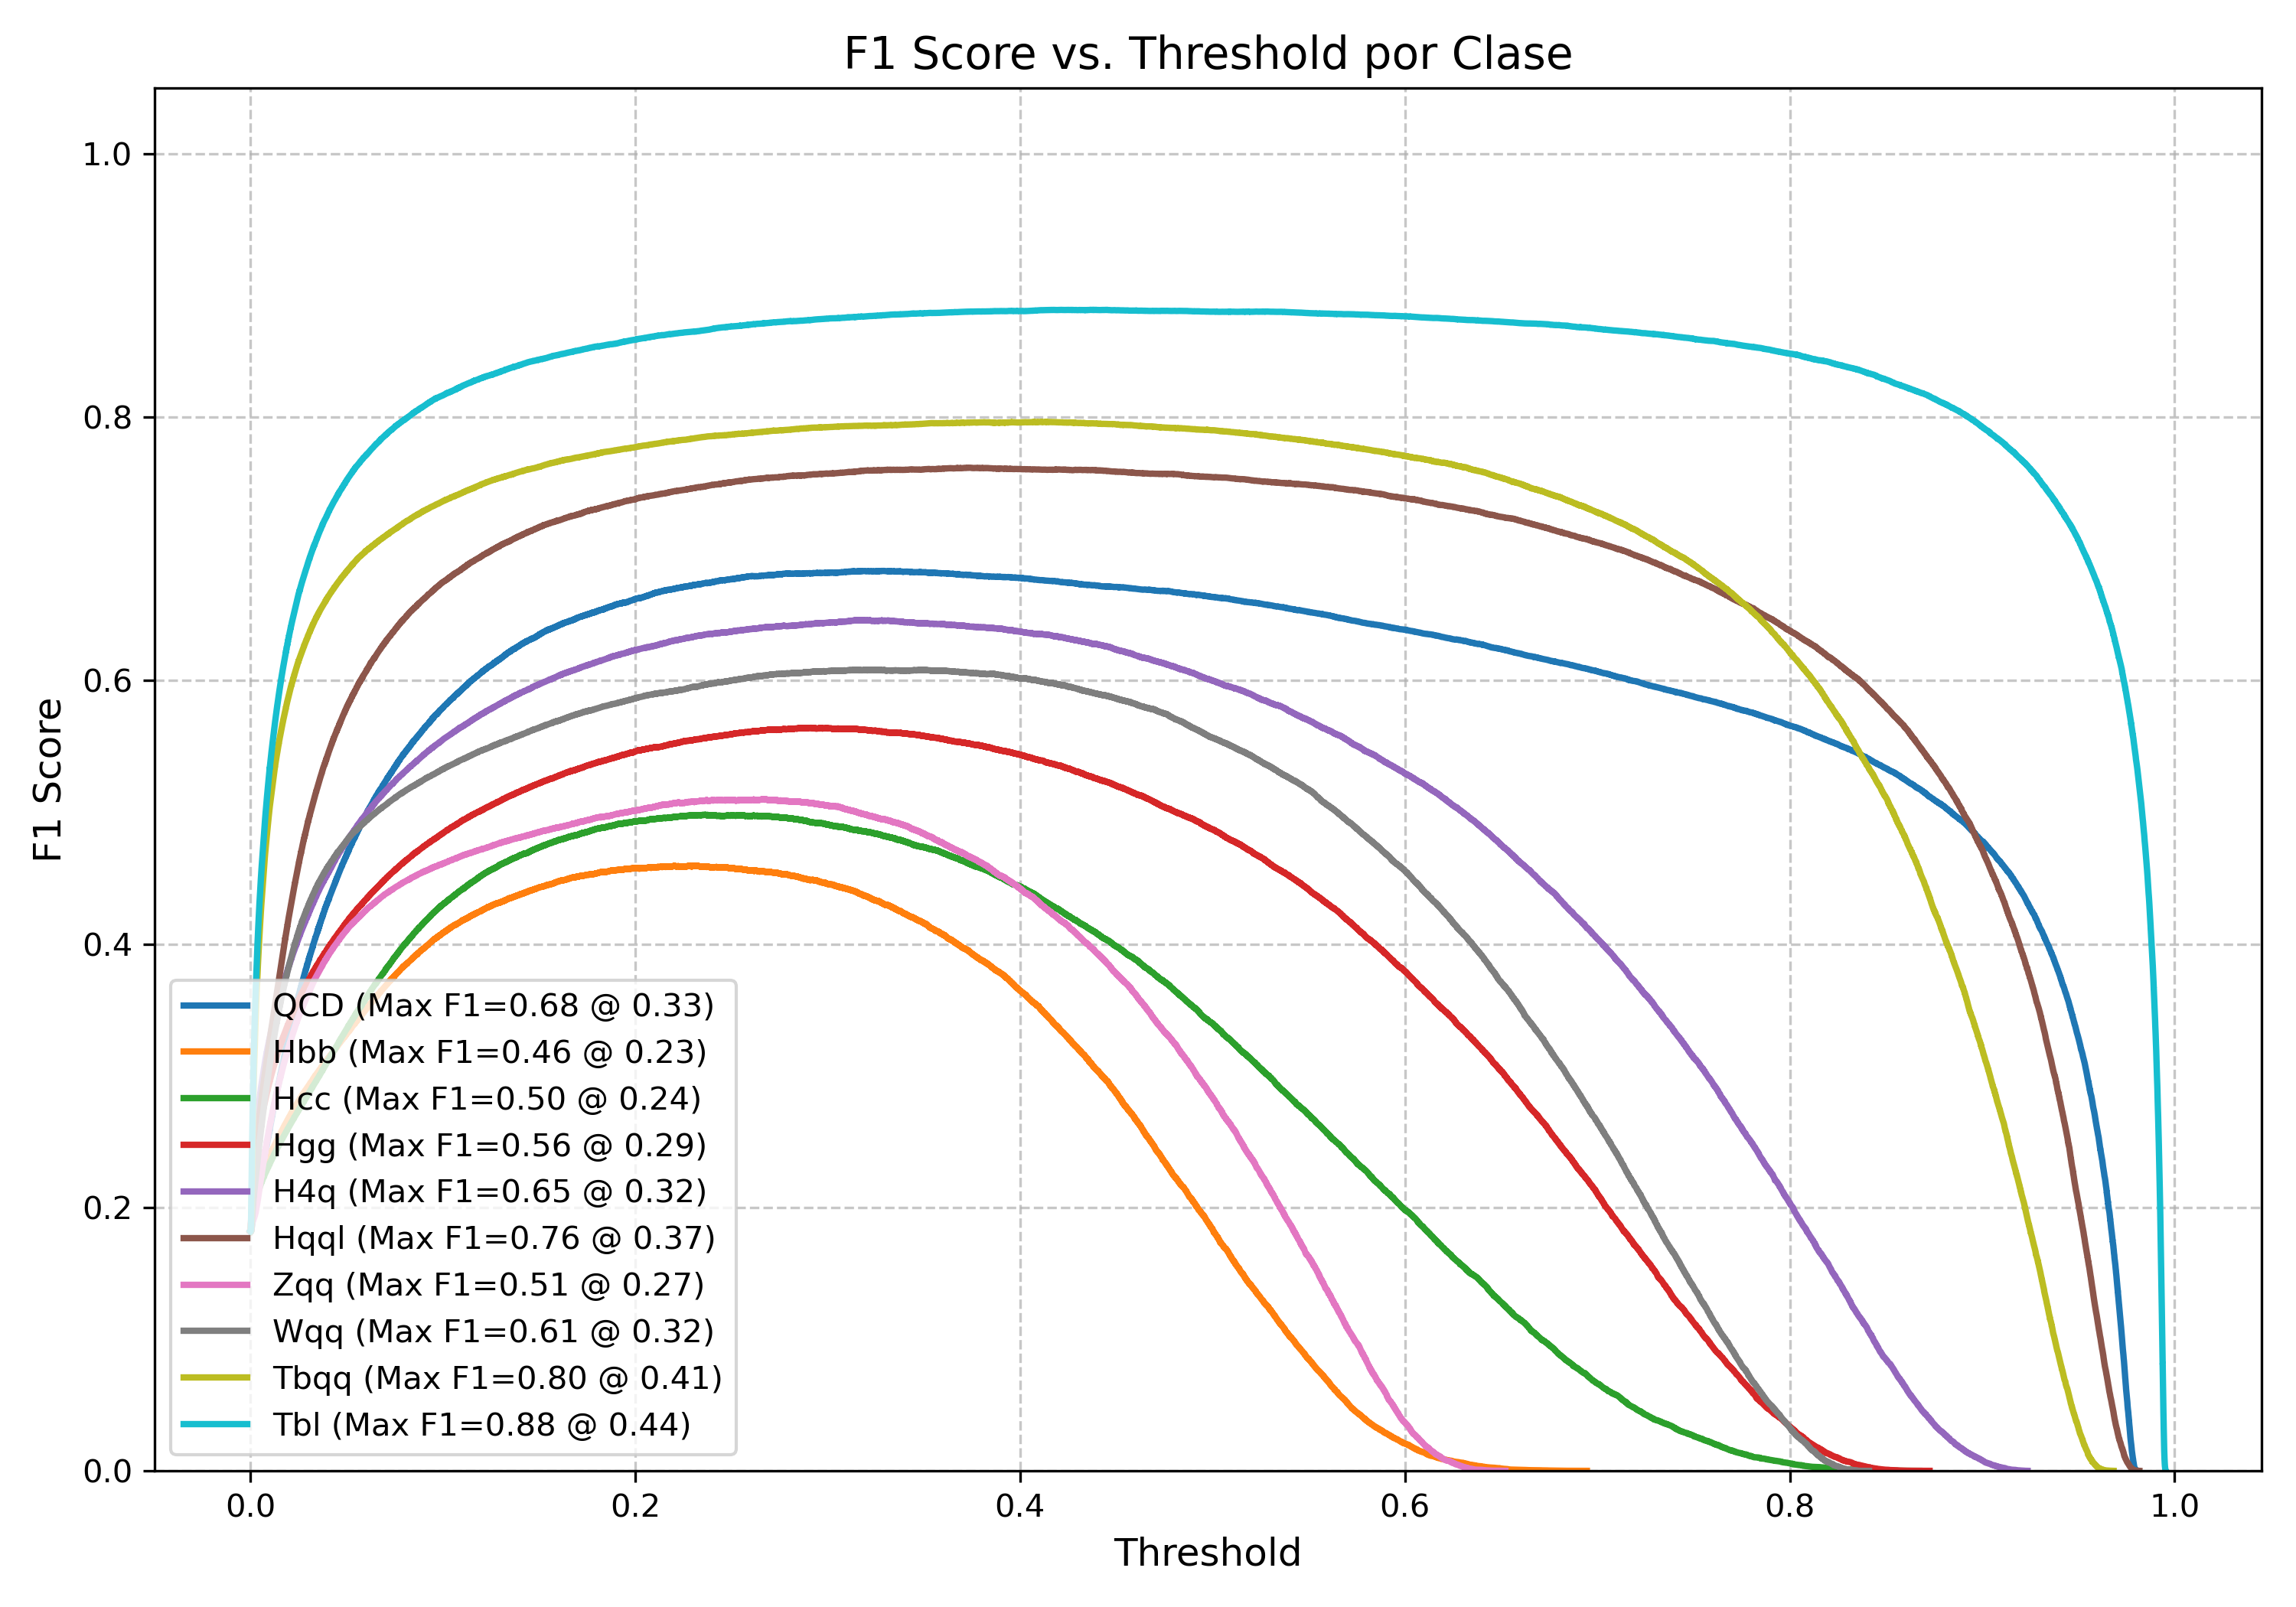 F1 Score vs. Threshold por Clase
F1 Score
1.0
0.8
0.6
0.4
0.2
0.0
QCD (Max F1=0.68 @ 0.33)
Hbb (Max F1=0.46 @ 0.23)
Hcc (Max F1=0.50 @ 0.24)
Hgg (Max F1=0.56 @ 0.29)
H4q (Max F1=0.65 @ 0.32)
Hqql (Max F1=0.76 @ 0.37)
Zqq (Max F1=0.51 @ 0.27)
Wqq (Max F1=0.61 @ 0.32)
Tbqq (Max F1=0.80 @ 0.41)
Tbl (Max F1=0.88 @ 0.44)
0.0 0.2 0.4 0.6 0.8 1.0
Threshold